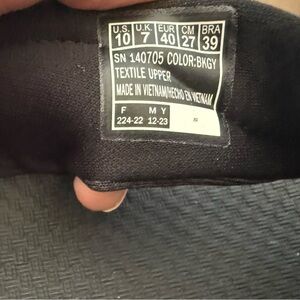 U.S. U.K. EUR CM BRA
10 7 40 27 39
SN 140705 COLOR:BKGY
TEXTILE UPPER
MADE IN VIETNAM/HECHO EN VIETNAM
F M Y
224-22 12-23